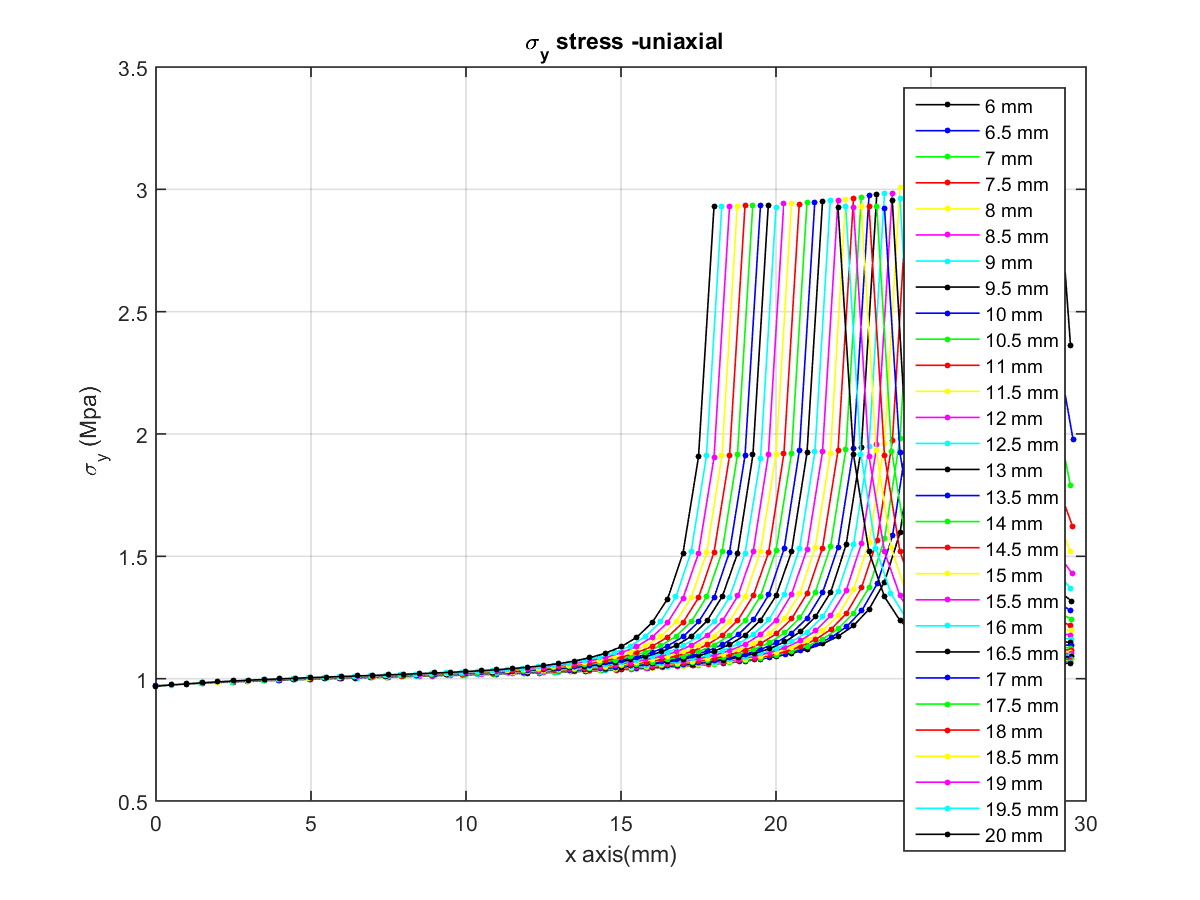 σy stress -uniaxial
3.5
3
2.5
2
1.5
1
0.5
σy (Mpa)
0
5
10
15
20
30
x axis(mm)
6 mm
6.5 mm
7 mm
7.5 mm
8 mm
8.5 mm
9 mm
9.5 mm
10 mm
10.5 mm
11 mm
11.5 mm
12 mm
12.5 mm
13 mm
13.5 mm
14 mm
14.5 mm
15 mm
15.5 mm
16 mm
16.5 mm
17 mm
17.5 mm
18 mm
18.5 mm
19 mm
19.5 mm
20 mm